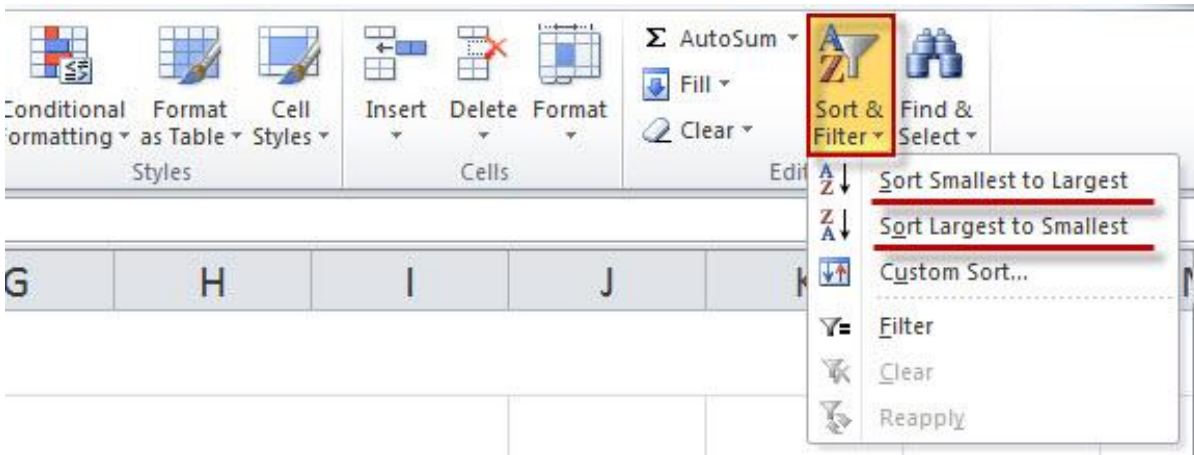 Conditional Formatting
Format as Table
Cell Styles
Styles
Insert
Delete
Format
Cells
Σ AutoSum
Fill
Clear
Sort & Filter
Find & Select
Sort Smallest to Largest
Sort Largest to Smallest
Custom Sort...
Filter
Clear
Reapply
G H I J